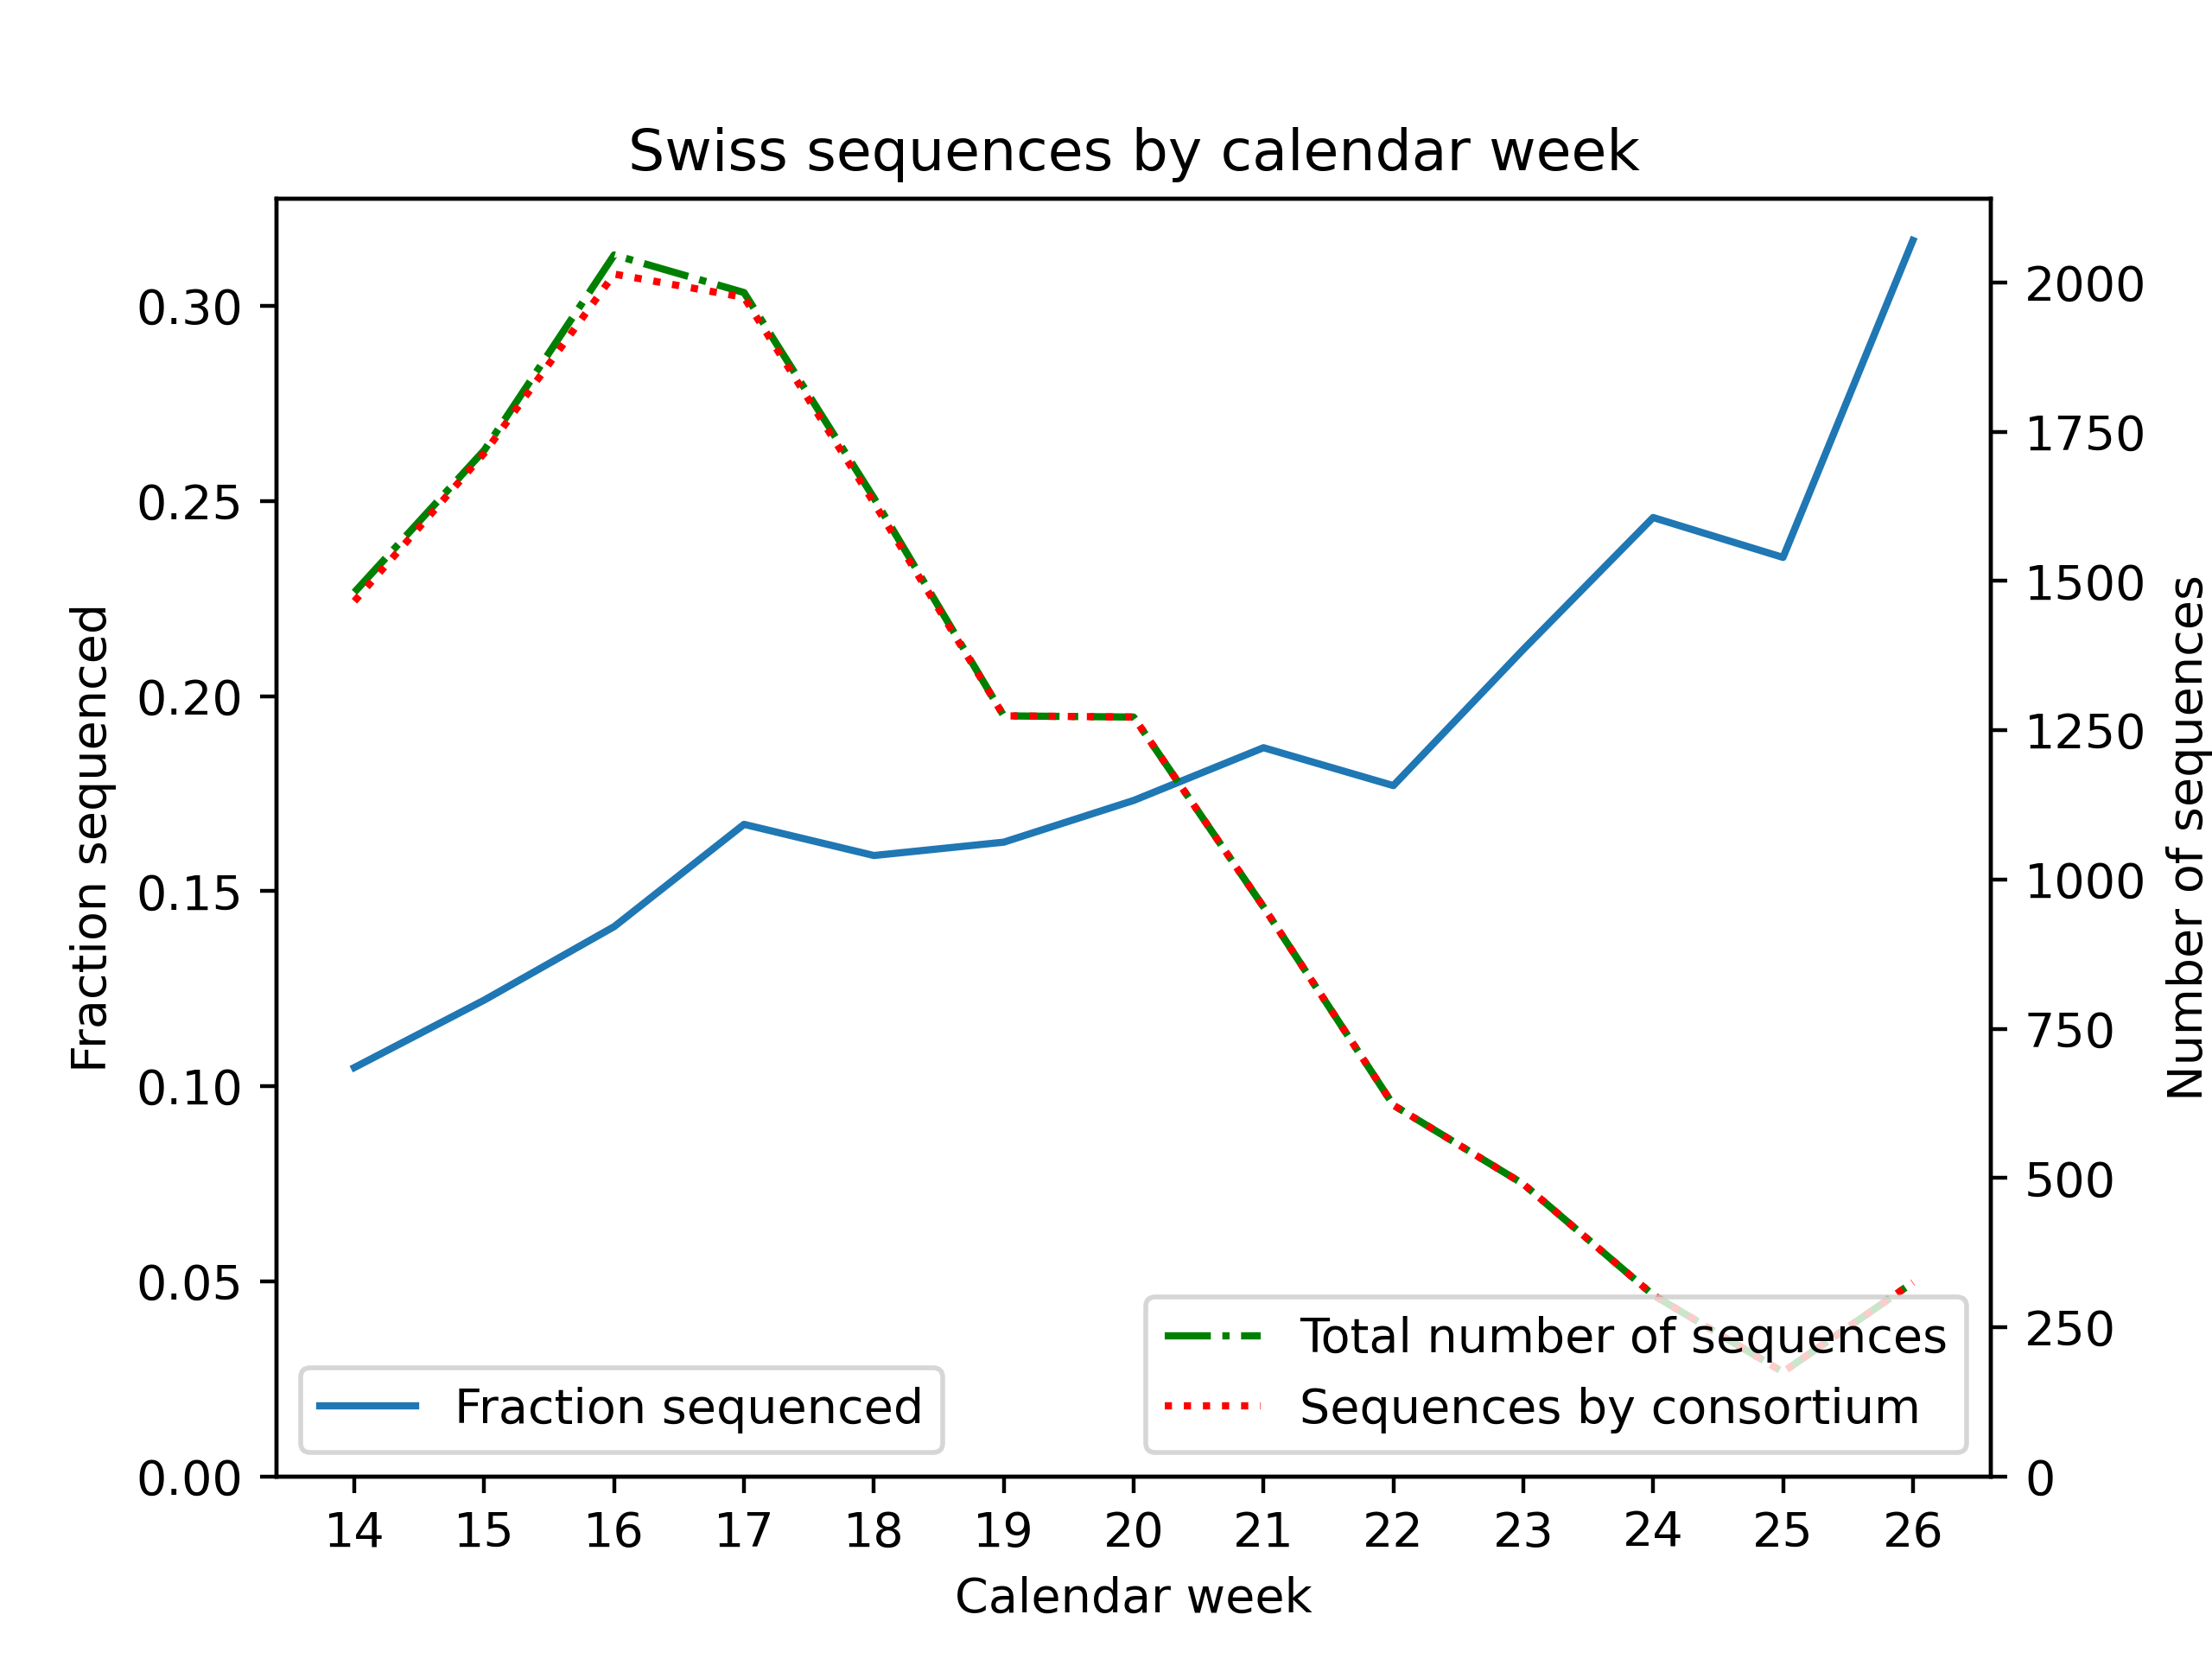 Swiss sequences by calendar week
0.30
0.25
0.20
0.15
0.10
0.05
0.00
Fraction sequenced
2000
1750
1500
1250
1000
750
500
250
0
Number of sequences
Fraction sequenced
Total number of sequences
Sequences by consortium
14 15 16 17 18 19 20 21 22 23 24 25 26
Calendar week